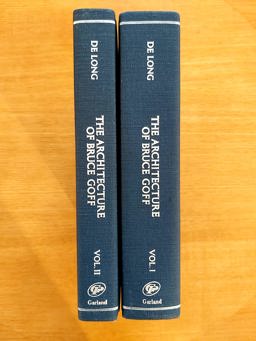 DE LONG
THE ARCHITECTURE
OF BRUCE GOFF
VOL. II
Garland
DE LONG
THE ARCHITECTURE
OF BRUCE GOFF
VOL. I
Garland